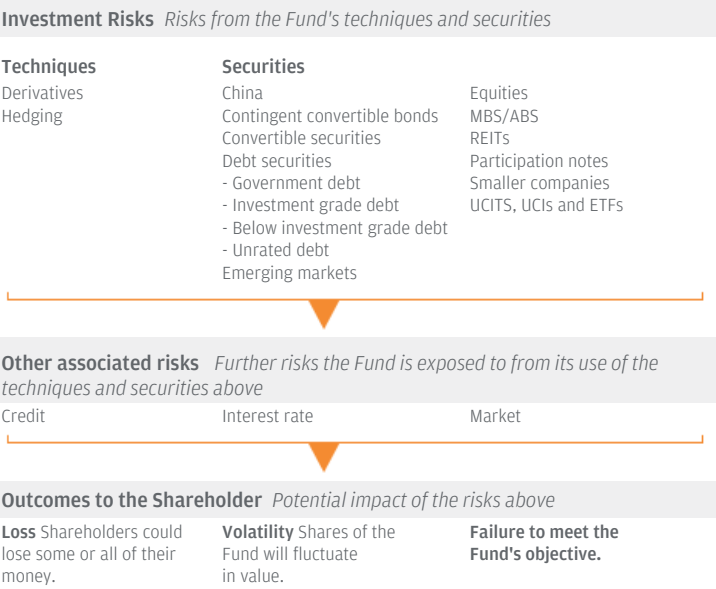 Investment Risks Risks from the Fund's techniques and securities
Techniques
Derivatives
Hedging
Securities
China
Contingent convertible bonds
Convertible securities
Debt securities
- Government debt
- Investment grade debt
- Below investment grade debt
- Unrated debt
Emerging markets
Equities
MBS/ABS
REITs
Participation notes
Smaller companies
UCITS, UCIs and ETFs
Other associated risks Further risks the Fund is exposed to from its use of the
techniques and securities above
Credit
Interest rate
Market
Outcomes to the Shareholder Potential impact of the risks above
Loss Shareholders could
lose some or all of their
money.
Volatility Shares of the
Fund will fluctuate
in value.
Failure to meet the
Fund's objective.